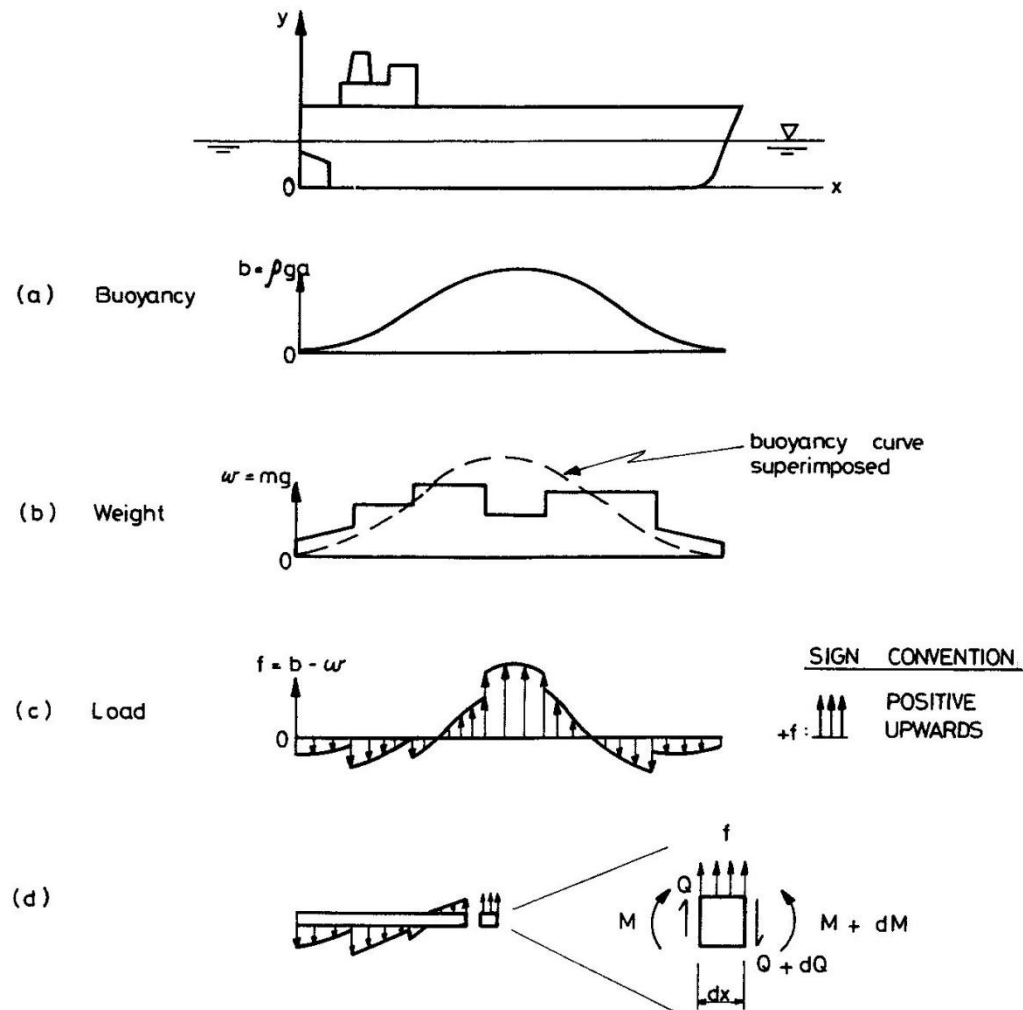 y
0
x
(a) Buoyancy
b = ρga
0
(b) Weight
w = mg
0
buoyancy curve
superimposed
(c) Load
f = b - w
0
SIGN CONVENTION
+f :
POSITIVE
UPWARDS
(d)
f
Q
M
M + dM
Q + dQ
dx